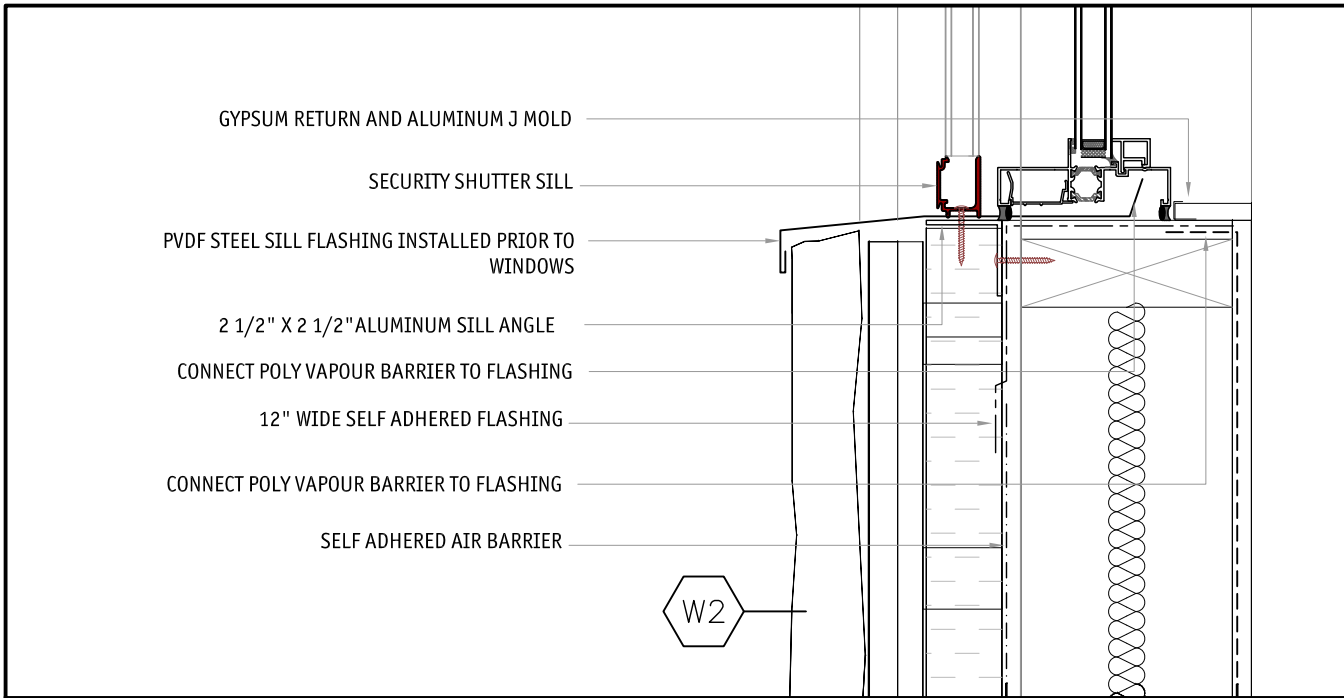 GYPSUM RETURN AND ALUMINUM J MOLD
SECURITY SHUTTER SILL
PVDF STEEL SILL FLASHING INSTALLED PRIOR TO
WINDOWS
2 1/2" X 2 1/2"ALUMINUM SILL ANGLE
CONNECT POLY VAPOUR BARRIER TO FLASHING
12" WIDE SELF ADHERED FLASHING
CONNECT POLY VAPOUR BARRIER TO FLASHING
SELF ADHERED AIR BARRIER
W2